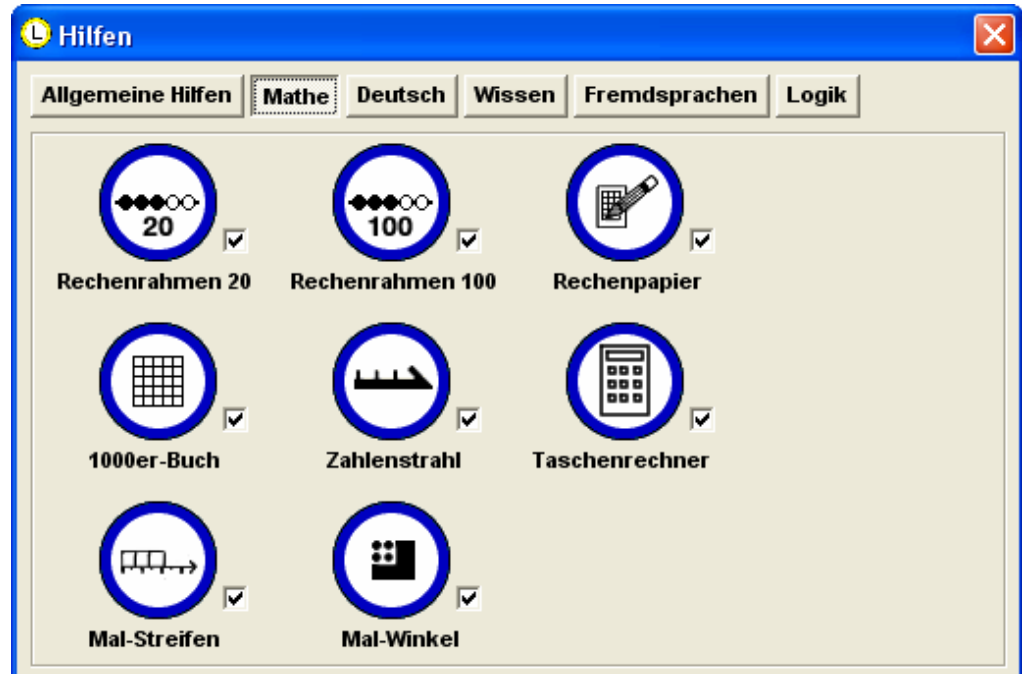 L Hilfen
Allgemeine Hilfen Mathe Deutsch Wissen Fremdsprachen Logik
20 100
Rechenrahmen 20 Rechenrahmen 100 Rechenpapier
1000er-Buch Zahlenstrahl Taschenrechner
Mal-Streifen Mal-Winkel